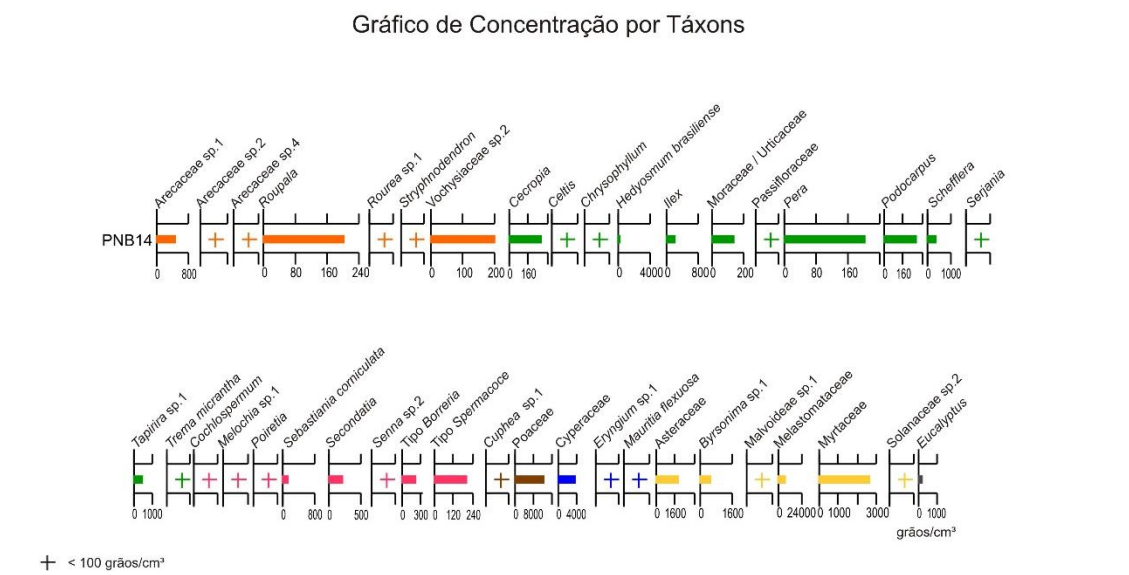 Gráfico de Concentração por Táxons
Arecaceae sp.1
Arecaceae sp.2
Arecaceae sp.4
Roupala
Rourea sp.1
Stryphnodendron
Vochysiaceae sp.2
Cecropia
Celtis
Chrysophyllum
Hedyosmum brasiliense
Ilex
Moraceae / Urticaceae
Passifloraceae
Pera
Podocarpus
Schefflera
Serjania
PNB14
0 800 0 80 160 240 0 100 200 0 160 0 4000 0 8000 0 200 0 80 160 0 160 0 1000
Tapirira sp.1
Trema micrantha
Cochlospermum
Melochia sp.1
Poiretia
Sebastiania corniculata
Secondatia
Senna sp.2
Tipo Borreria
Tipo Spermacoce
Cuphea sp.1
Poaceae
Cyperaceae
Eryngium sp.1
Mauritia flexuosa
Asteraceae
Byrsonima sp.1
Malvoideae sp.1
Melastomataceae
Myrtaceae
Solanaceae sp.2
Eucalyptus
0 1000 0 800 0 500 0 300 0 120 240 0 8000 0 4000 0 1600 0 1600 0 24000 0 1000 3000 0 1000
grãos/cm³
+ < 100 grãos/cm³